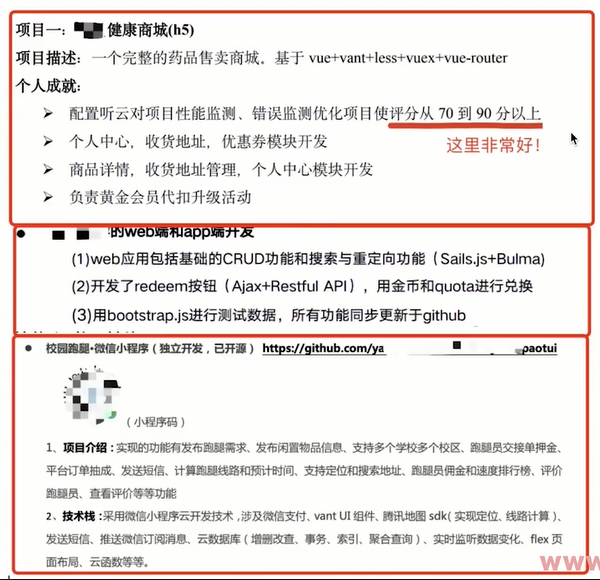 项目一：健康商城(h5)
项目描述：一个完整的药品售卖商城。基于 vue+vant+less+vuex+vue-router
个人成就：
➢ 配置听云对项目性能监测、错误监测优化项目使评分从 70 到 90 分以上
这里非常好！
➢ 个人中心，收货地址，优惠券模块开发
➢ 商品详情，收货地址管理，个人中心模块开发
➢ 负责黄金会员代扣升级活动
● 的web端和app端开发
(1)web应用包括基础的CRUD功能和搜索与重定向功能（Sails.js+Bulma)
(2)开发了redeem按钮（Ajax+Restful API），用金币和quota进行兑换
(3)用bootstrap.js进行测试数据，所有功能同步更新于github
● 校园跑腿·微信小程序（独立开发，已开源） https://github.com/ya paotui
（小程序码）
1、项目介绍：实现的功能有发布跑腿需求、发布闲置物品信息、支持多个学校多个校区、跑腿员交接单押金、
平台订单抽成、发送短信、计算跑腿线路和预计时间、支持定位和搜索地址、跑腿员佣金和速度排行榜、评价
跑腿员、查看评价等等功能
2、技术栈：采用微信小程序云开发技术，涉及微信支付、vant UI 组件、腾讯地图 sdk（实现定位、线路计算）、
发送短信、推送微信订阅消息、云数据库（增删改查、事务、索引、聚合查询）、实时监听数据变化、flex 页
面布局、云函数等等。
www